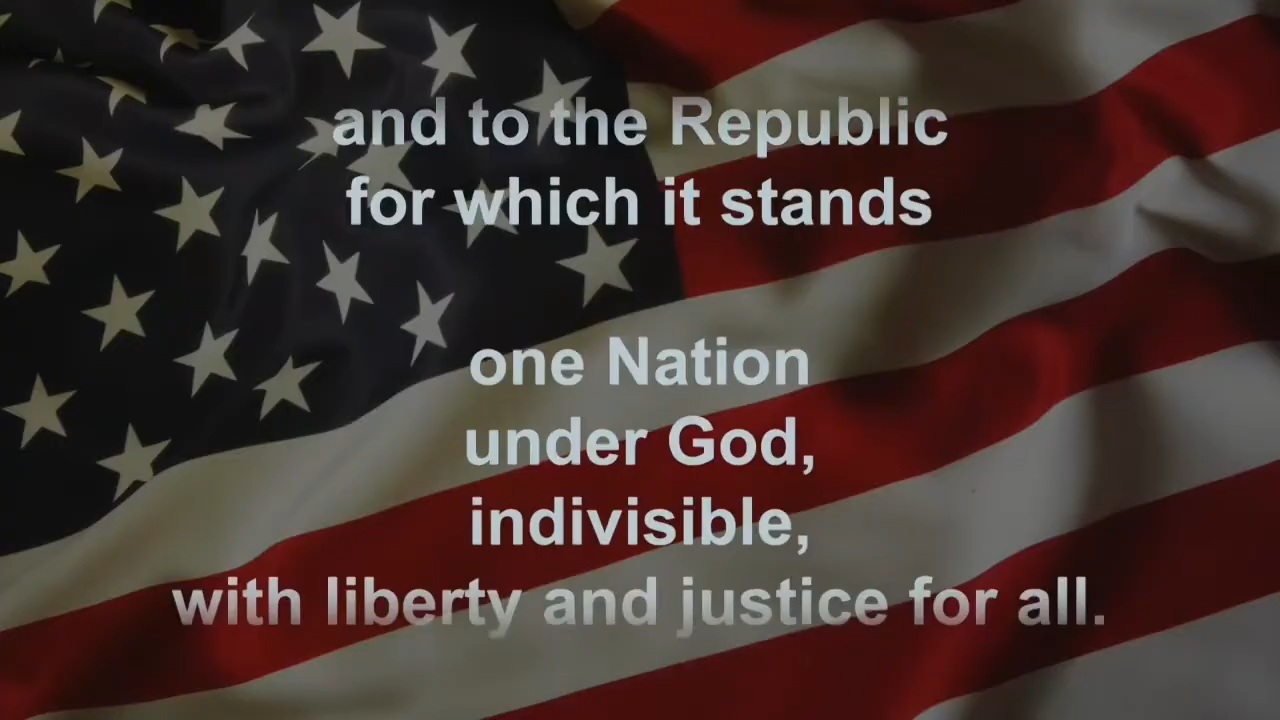 and to the Republic
for which it stands
one Nation
under God,
indivisible,
with liberty and justice for all.